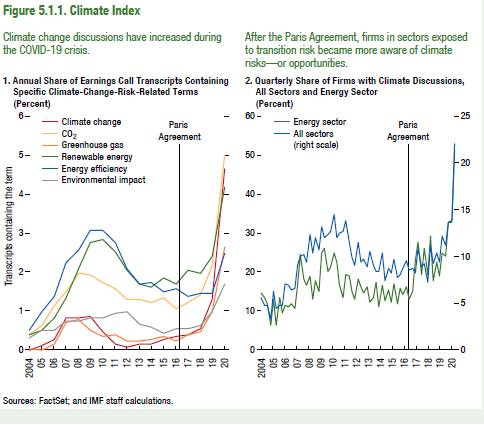 Figure 5.1.1. Climate Index
Climate change discussions have increased during
the COVID-19 crisis.
After the Paris Agreement, firms in sectors exposed
to transition risk became more aware of climate
risks—or opportunities.
1. Annual Share of Earnings Call Transcripts Containing
Specific Climate-Change-Risk-Related Terms
(Percent)
2. Quarterly Share of Firms with Climate Discussions,
All Sectors and Energy Sector
(Percent)
Transcripts containing the term
6
5
4
3
2
1
0
Climate change
CO2
Greenhouse gas
Renewable energy
Energy efficiency
Environmental impact
Paris
Agreement
2004
05
06
07
08
09
10
11
12
13
14
15
16
17
18
19
20
60
50
40
30
20
10
0
Energy sector
All sectors
(right scale)
Paris
Agreement
25
20
15
10
5
0
2004
05
06
07
08
09
10
11
12
13
14
15
16
17
18
19
20
Sources: FactSet; and IMF staff calculations.